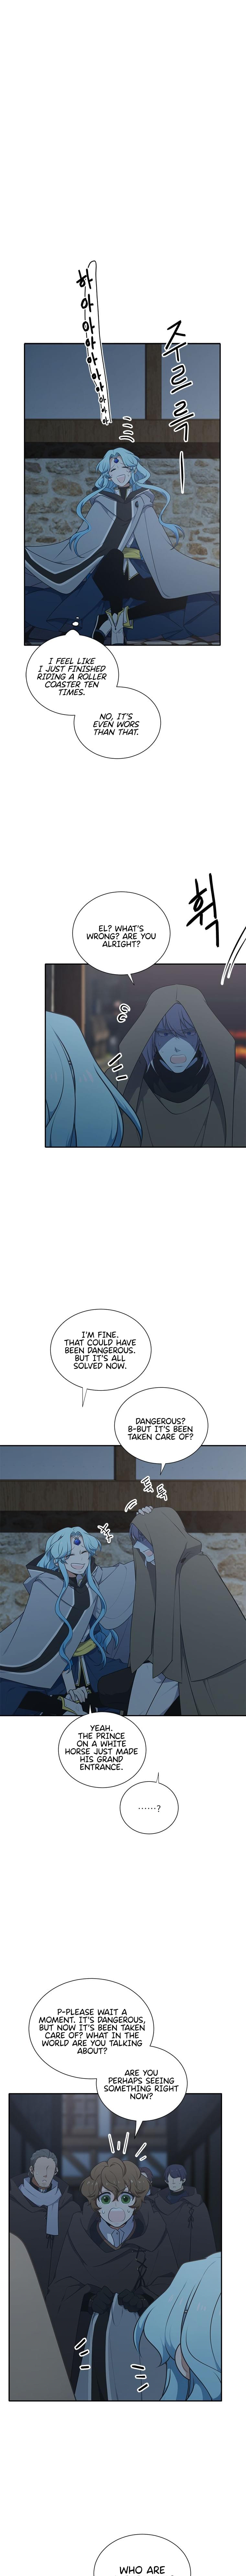 하아아아아아아아
주르륵
I FEEL LIKE
I JUST FINISHED
RIDING A ROLLER
COASTER TEN
TIMES.
NO, IT'S
EVEN WORS
THAN THAT.
휙
EL? WHAT'S
WRONG? ARE YOU
ALRIGHT?
I'M FINE.
THAT COULD HAVE
BEEN DANGEROUS.
BUT IT'S ALL
SOLVED NOW.
DANGEROUS?
B-BUT IT'S BEEN
TAKEN CARE OF?
YEAH.
THE PRINCE
ON A WHITE
HORSE JUST MADE
HIS GRAND
ENTRANCE.
......?
P-PLEASE WAIT A
MOMENT. IT'S DANGEROUS,
BUT NOW IT'S BEEN TAKEN
CARE OF? WHAT IN THE
WORLD ARE YOU TALKING
ABOUT?
ARE YOU
PERHAPS SEEING
SOMETHING RIGHT
NOW?
WHO ARE